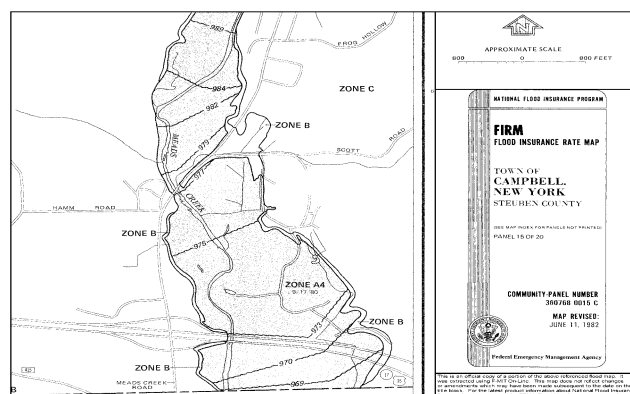 989
FROG HOLLOW
984
982
ZONE C
MEADS
ZONE B
979
SCOTT
ROAD
977
CREEK
HAMM ROAD
ZONE B
975
ZONE A4
9/17/80
973
ZONE B
970
ZONE B
MEADS CREEK
ROAD
969
17
B
N
APPROXIMATE SCALE
800 0 800 FEET
NATIONAL FLOOD INSURANCE PROGRAM
FIRM
FLOOD INSURANCE RATE MAP
TOWN OF
CAMPBELL,
NEW YORK
STEUBEN COUNTY
(SEE MAP INDEX FOR PANELS NOT PRINTED)
PANEL 15 OF 20
COMMUNITY-PANEL NUMBER
360768 0015 C
MAP REVISED:
JUNE 11, 1982
Federal Emergency Management Agency
This is an official copy of a portion of the above referenced flood map. It
was extracted using F-MIT On-Line. This map does not reflect changes
or amendments which may have been made subsequent to the date on the
title block. For the latest product information about National Flood Insuran